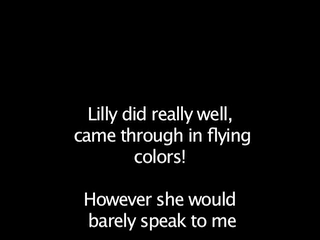 Lilly did really well,
came through in flying
colors!
However she would
barely speak to me